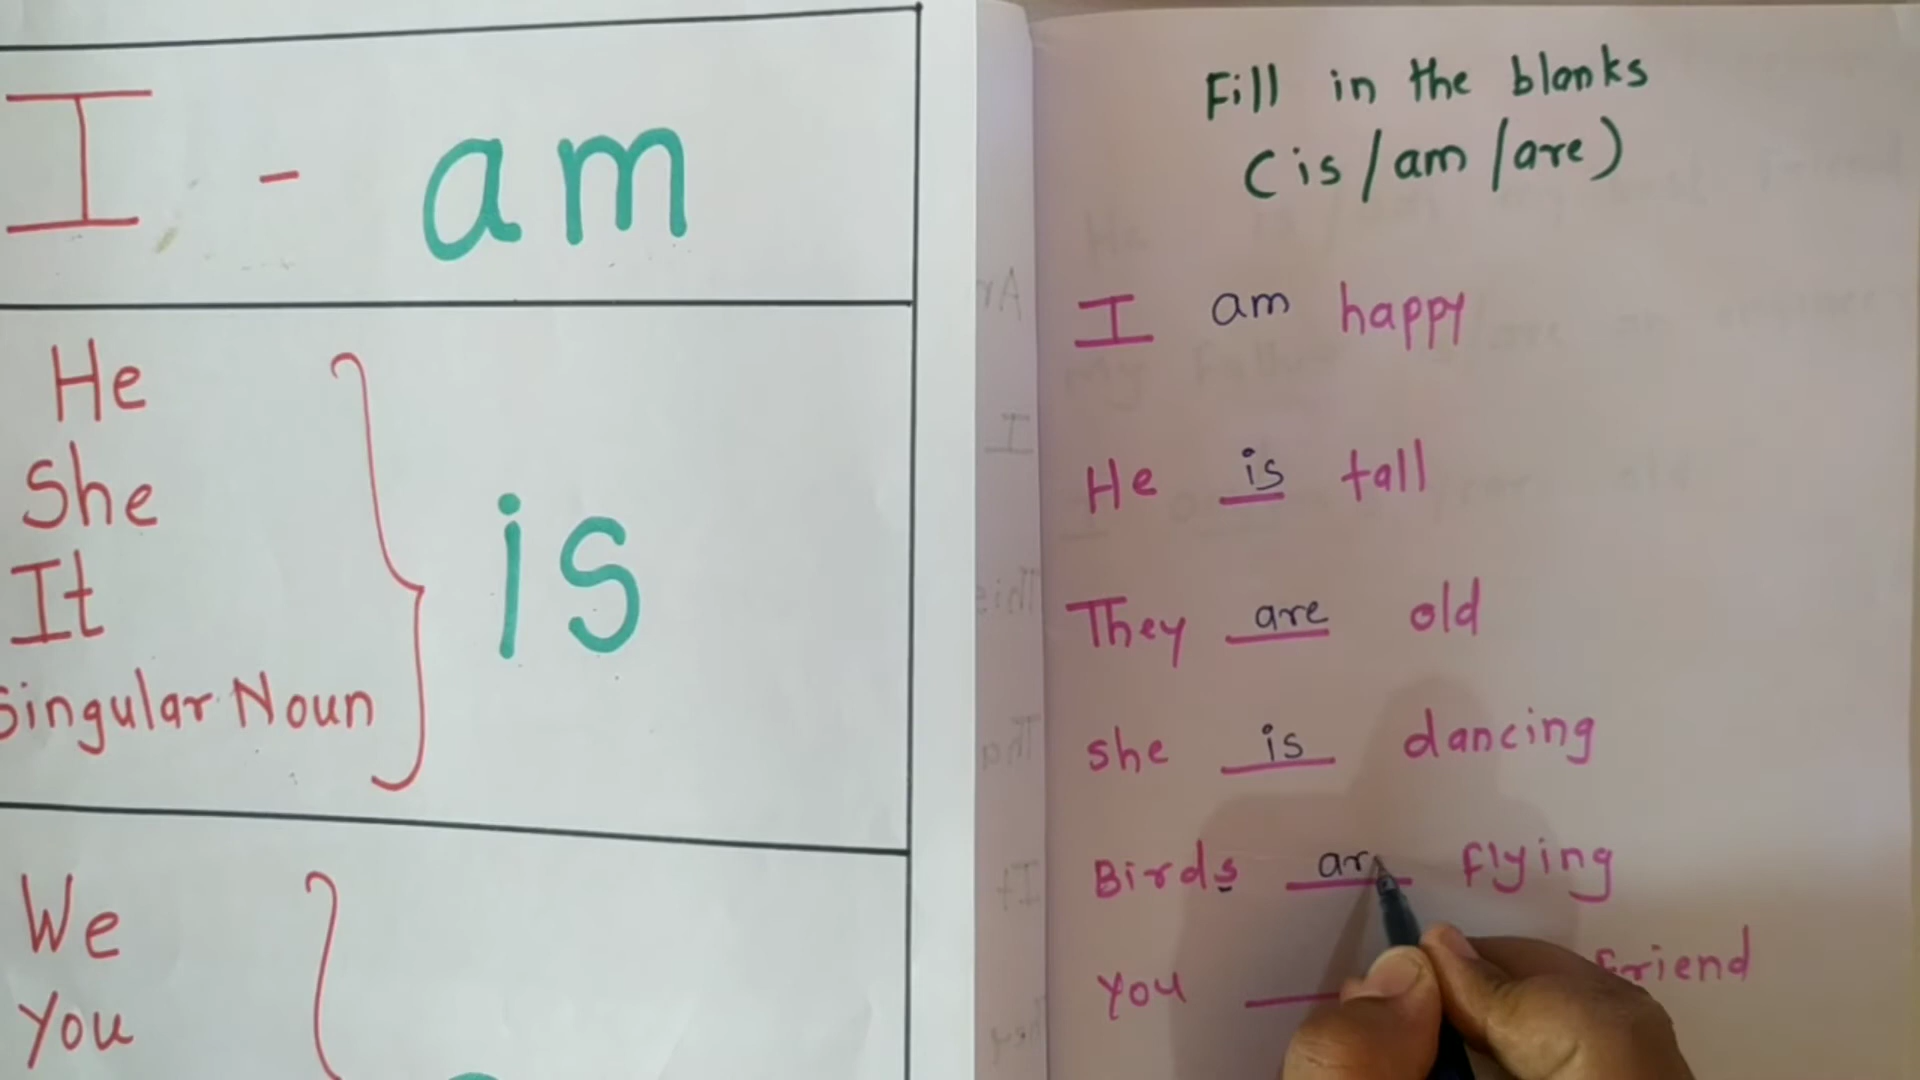 I - am
He
She
It
Singular Noun
is
We
You
Fill in the blanks
(is/am/are)
I am happy
He is tall
They are old
she is dancing
Birds ar flying
You friend